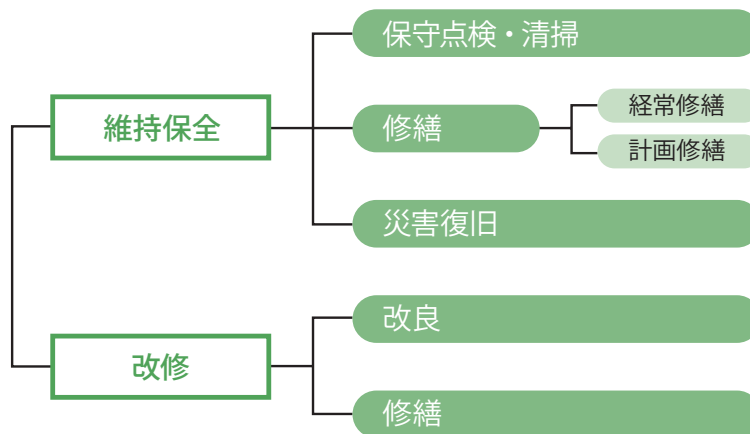 保守点検・清掃
維持保全
修繕
経常修繕
計画修繕
災害復旧
改良
改修
修繕